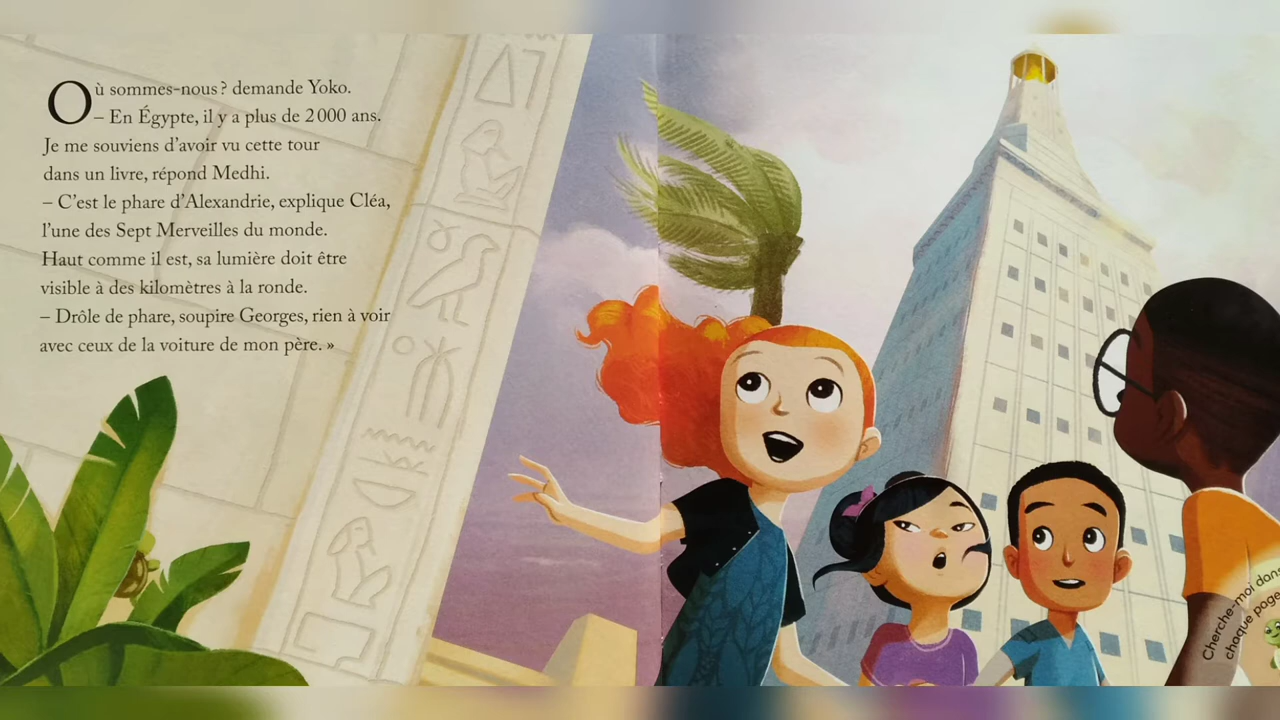 Où sommes-nous ? demande Yoko.
– En Égypte, il y a plus de 2 000 ans.
Je me souviens d'avoir vu cette tour
dans un livre, répond Medhi.
– C'est le phare d'Alexandrie, explique Cléa,
l'une des Sept Merveilles du monde.
Haut comme il est, sa lumière doit être
visible à des kilomètres à la ronde.
– Drôle de phare, soupire Georges, rien à voir
avec ceux de la voiture de mon père. »
Cherche-moi dans
chaque page